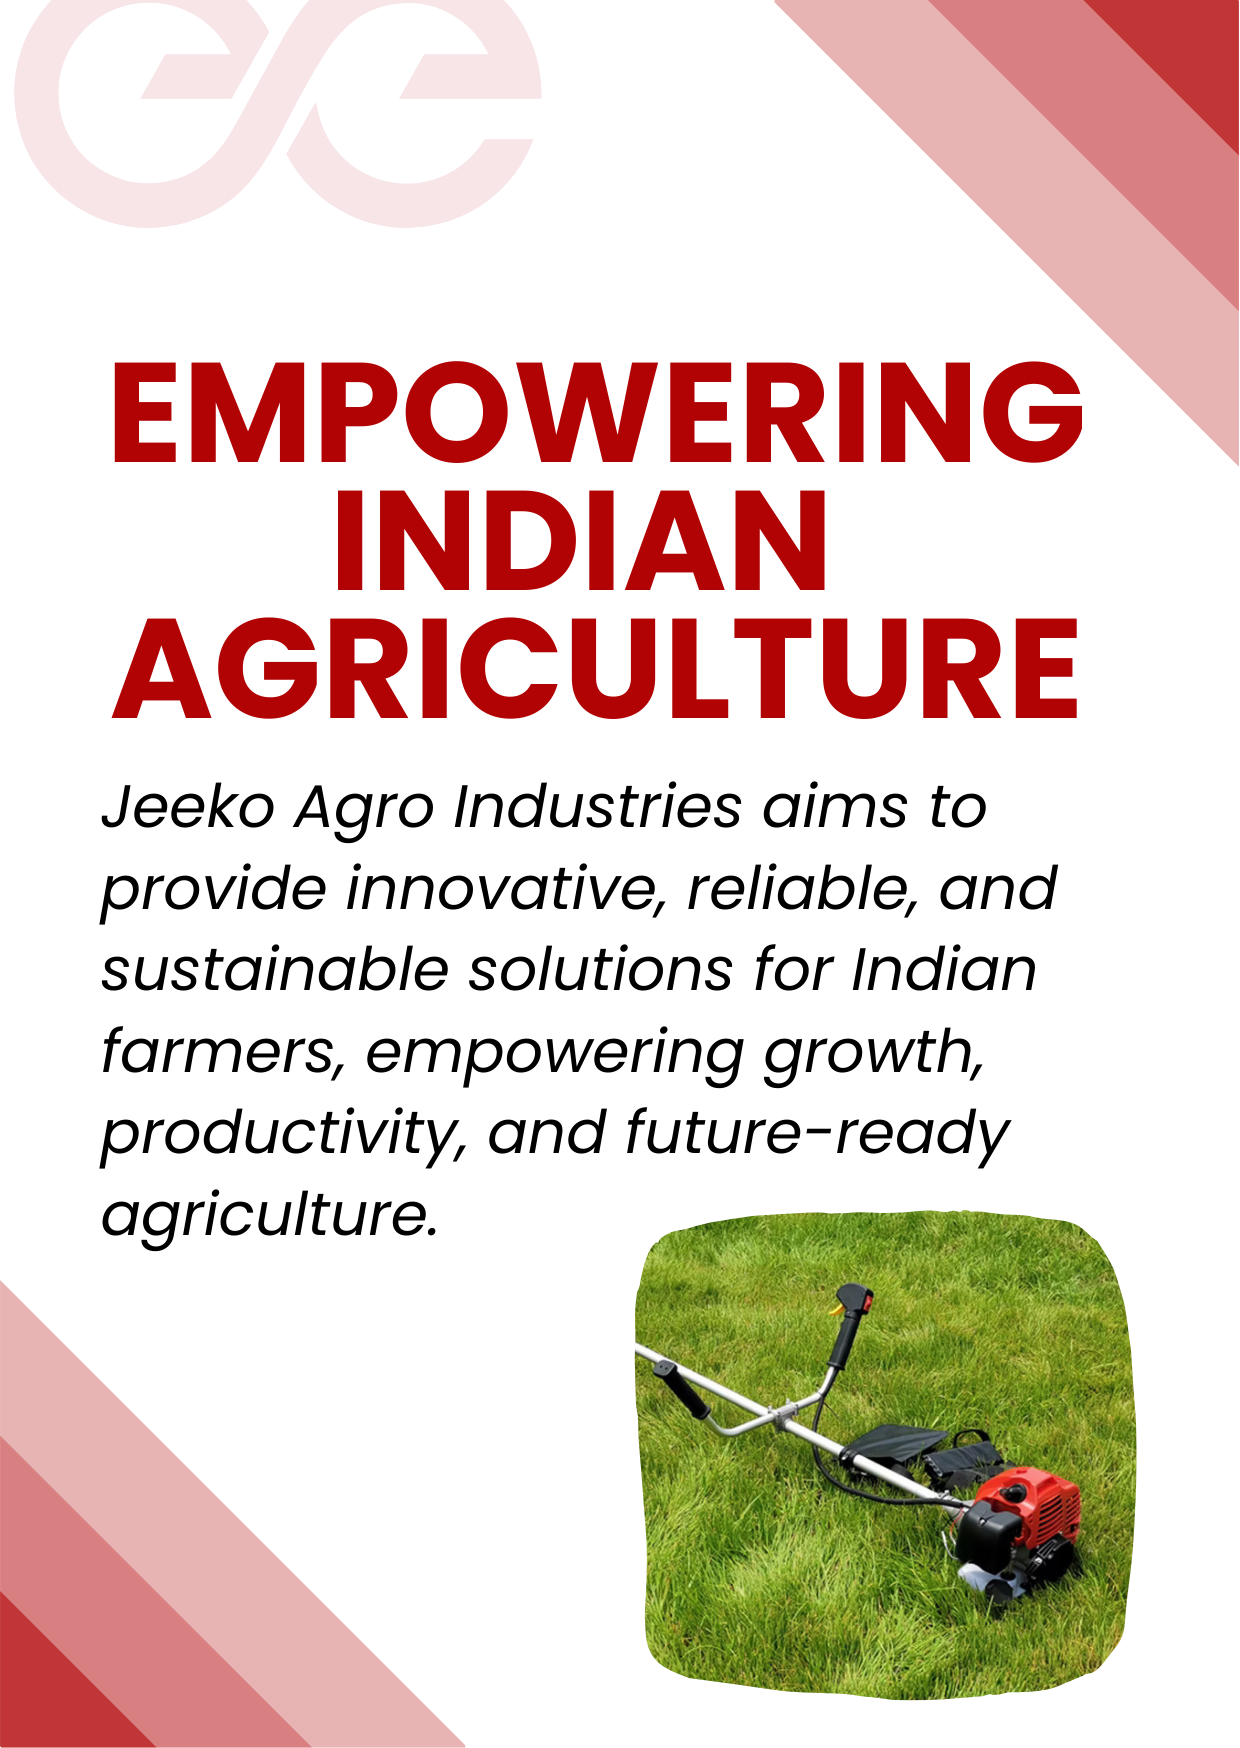 EMPOWERING
INDIAN
AGRICULTURE
Jeeko Agro Industries aims to
provide innovative, reliable, and
sustainable solutions for Indian
farmers, empowering growth,
productivity, and future-ready
agriculture.